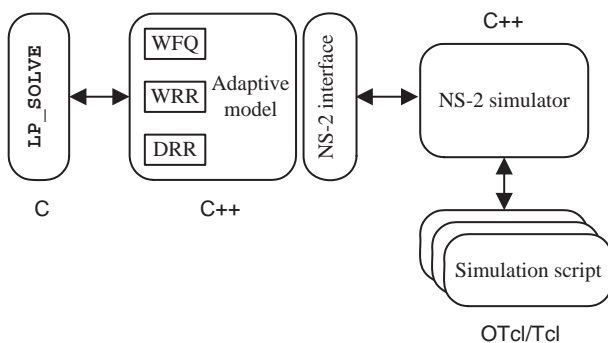 C++
LP_SOLVE
WFQ
WRR
DRR
Adaptive
model
NS-2 interface
NS-2 simulator
C
C++
Simulation script
OTcl/Tcl